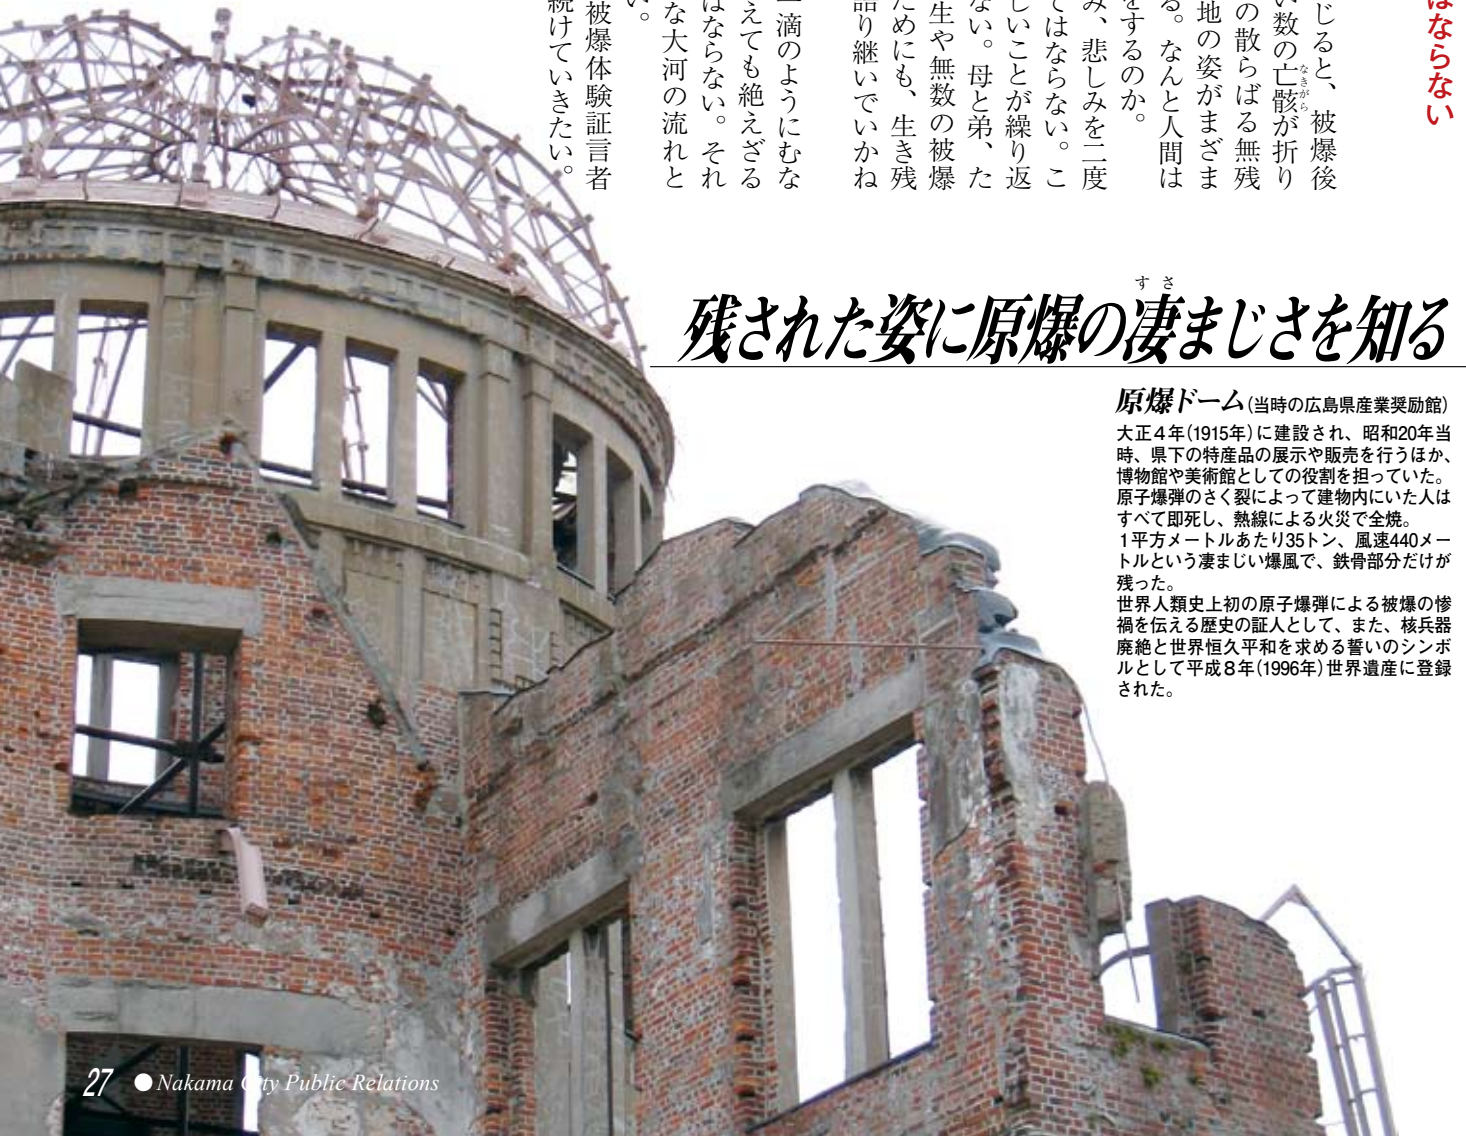 はならない
じると、被爆後
い数の亡骸が折り
なきがら
の散らばる無残
地の姿がまざま
る。なんと人間は
をするのか。
み、悲しみを二度
てはならない。こ
しいことが繰り返
ない。母と弟、た
生や無数の被爆
ためにも、生き残
語り継いでいかね
一滴のようにむな
えても絶えざる
はならない。それ
な大河の流れと
い。
被爆体験証言者
続けていきたい。
すさ
残された姿に原爆の凄まじさを知る
原爆ドーム(当時の広島県産業奨励館)
大正4年(1915年)に建設され、昭和20年当
時、県下の特産品の展示や販売を行うほか、
博物館や美術館としての役割を担っていた。
原子爆弾のさく裂によって建物内にいた人は
すべて即死し、熱線による火災で全焼。
1平方メートルあたり35トン、風速440メー
トルという凄まじい爆風で、鉄骨部分だけが
残った。
世界人類史上初の原子爆弾による被爆の惨
禍を伝える歴史の証人として、また、核兵器
廃絶と世界恒久平和を求める誓いのシンボ
ルとして平成8年(1996年)世界遺産に登録
された。
27 ●Nakama City Public Relations